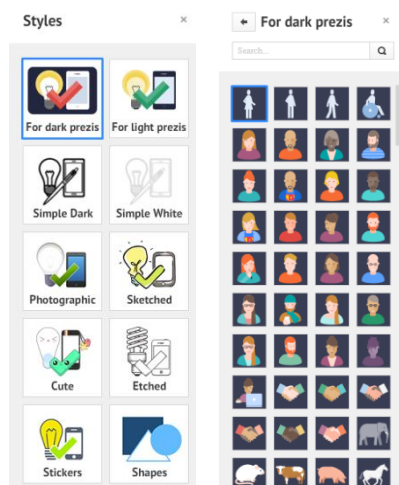 Styles ×
For dark prezis For light prezis
Simple Dark Simple White
Photographic Sketched
Cute Etched
Stickers Shapes
For dark prezis ×
Search...